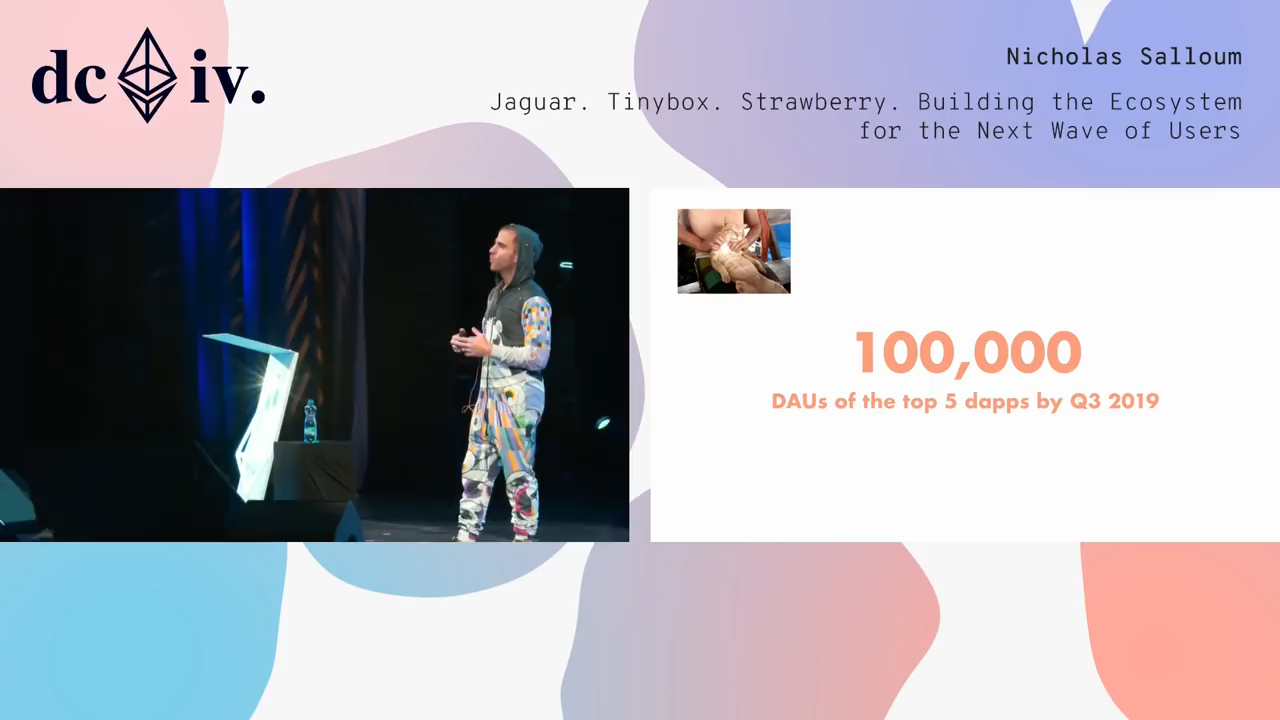 dc iv.
Nicholas Salloum
Jaguar. Tinybox. Strawberry. Building the Ecosystem
for the Next Wave of Users
100,000
DAUs of the top 5 dapps by Q3 2019